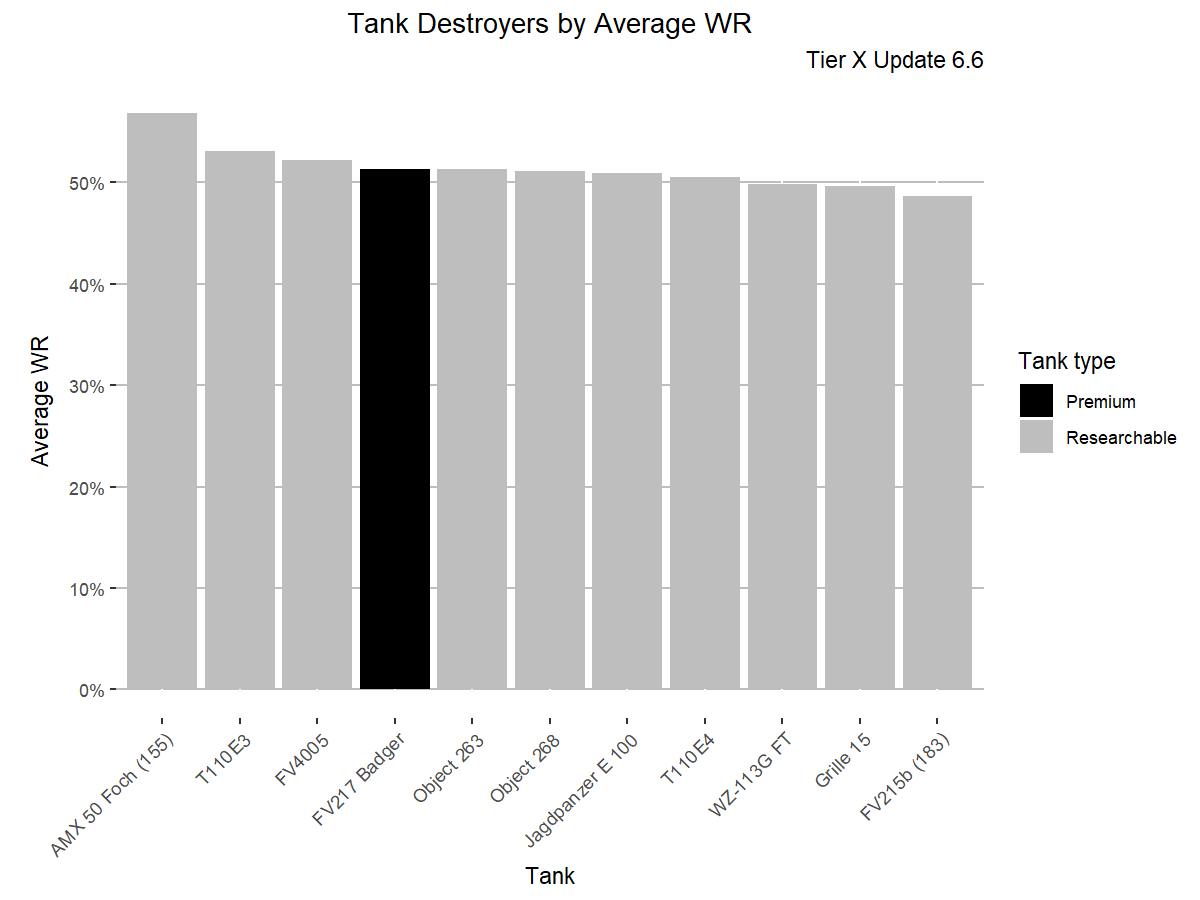 Tank Destroyers by Average WR
Tier X Update 6.6
Average WR
50%
40%
30%
20%
10%
0%
AMX 50 Foch (155)
T110E3
FV4005
FV217 Badger
Object 263
Object 268
Jagdpanzer E 100
T110E4
WZ-113G FT
Grille 15
FV215b (183)
Tank
Tank type
Premium
Researchable